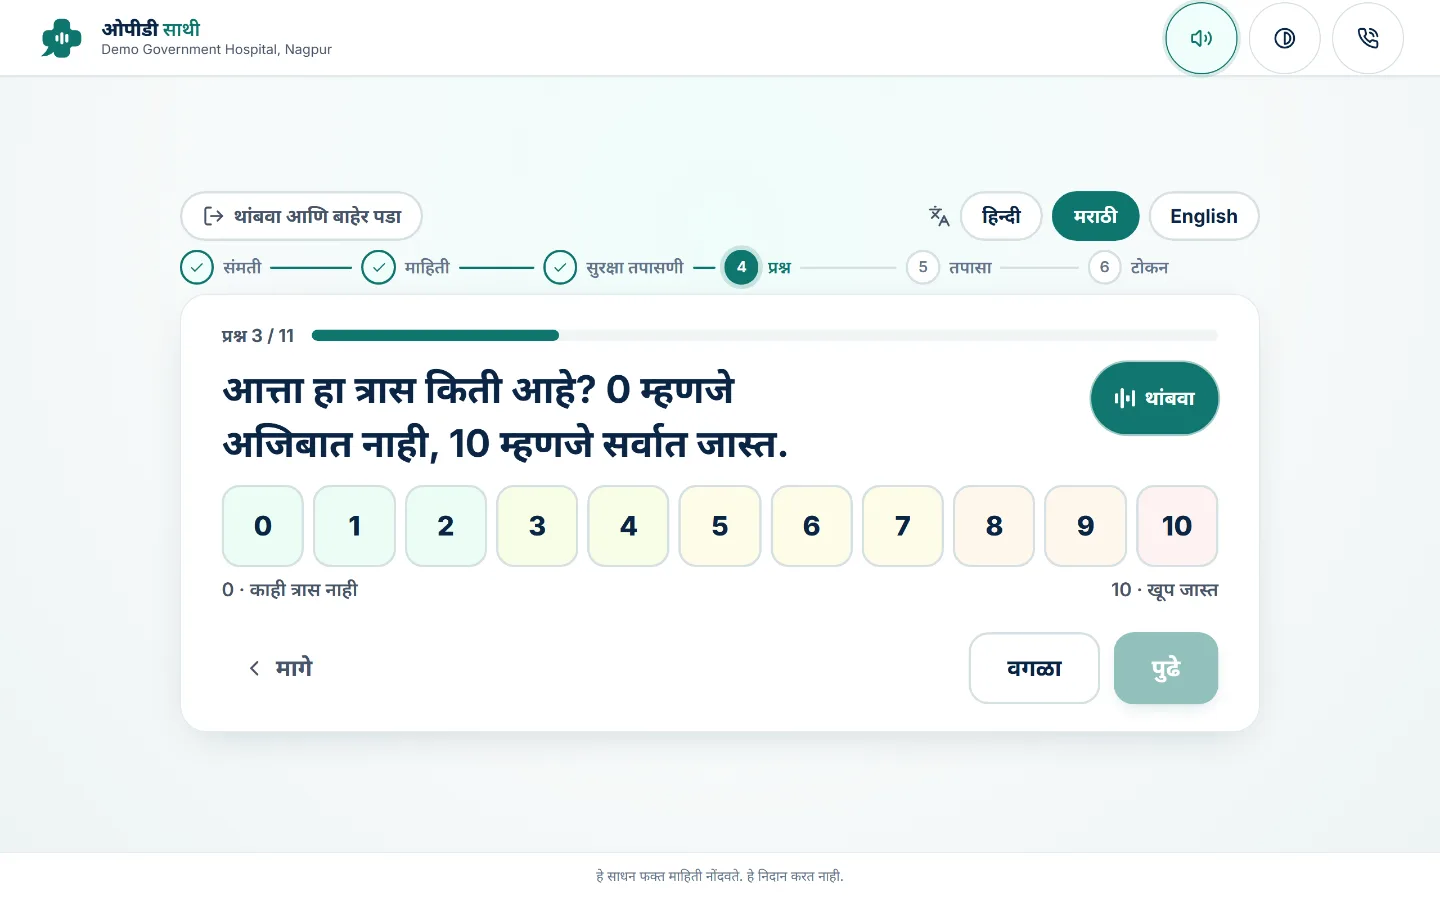 ओपीडी साथी
Demo Government Hospital, Nagpur
थांबवा आणि बाहेर पडा
हिन्दी
मराठी
English
संमती
माहिती
सुरक्षा तपासणी
4 प्रश्न
5 तपासा
6 टोकन
प्रश्न 3 / 11
आत्ता हा त्रास किती आहे? 0 म्हणजे
अजिबात नाही, 10 म्हणजे सर्वात जास्त.
थांबवा
0 1 2 3 4 5 6 7 8 9 10
0 · काही त्रास नाही
10 · खूप जास्त
मागे
वगळा
पुढे
हे साधन फक्त माहिती नोंदवते. हे निदान करत नाही.